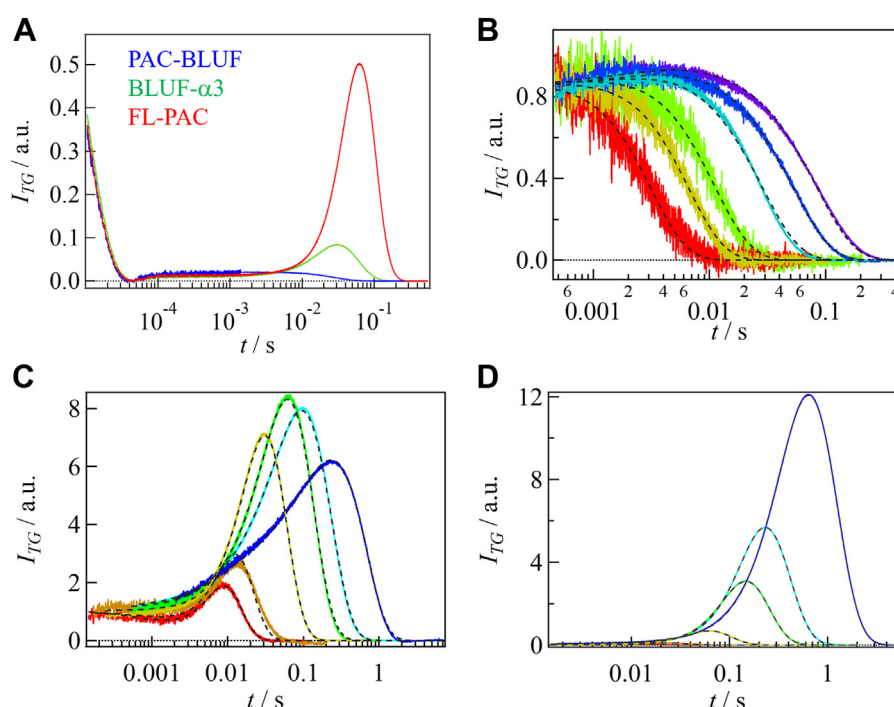 A
PAC-BLUF
BLUF-α3
FL-PAC
I_TG / a.u.
0.5
0.4
0.3
0.2
0.1
0.0
10⁻⁴ 10⁻³ 10⁻² 10⁻¹
t / s
B
I_TG / a.u.
0.8
0.4
0.0
6 2 4 6 2 4 6 2 4
0.001 0.01 0.1
t / s
C
I_TG / a.u.
8
6
4
2
0
0.001 0.01 0.1 1
t / s
D
I_TG / a.u.
12
8
4
0
0.01 0.1 1
t / s